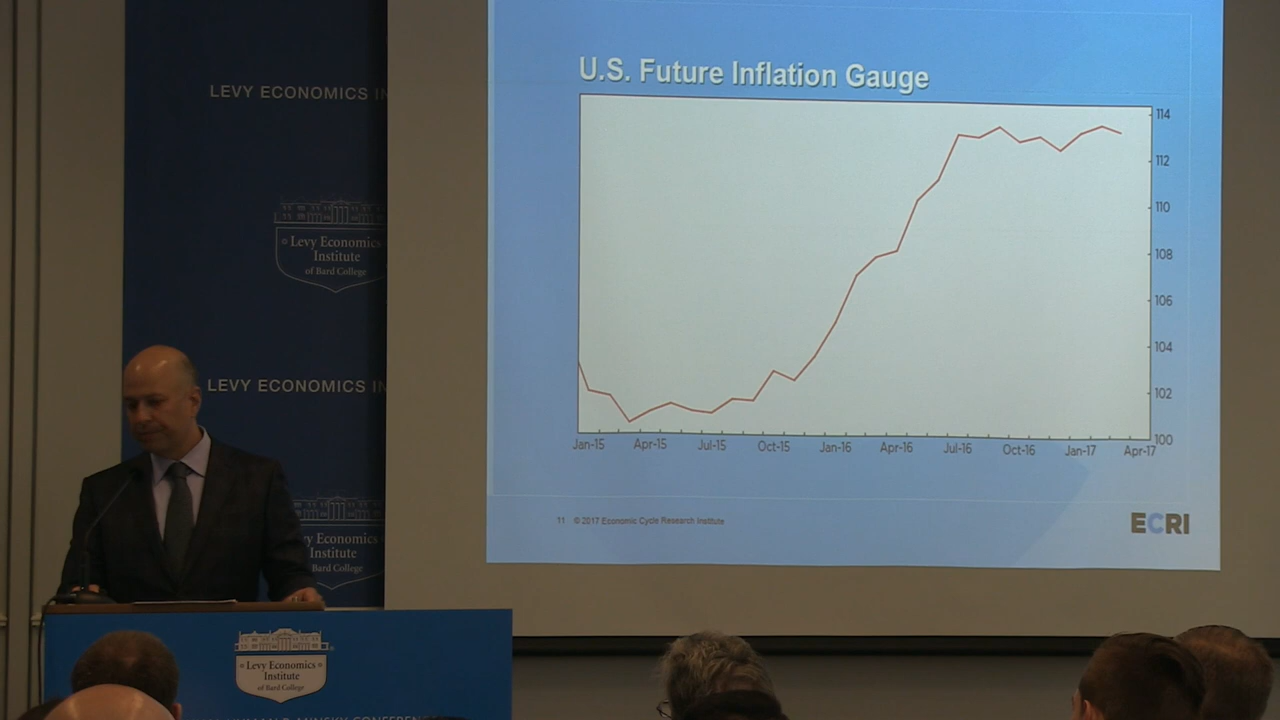 LEVY ECONOMICS IN
Levy Economics
Institute
of Bard College
LEVY ECONOMICS IN
vy Economics
Institute
Bard College
U.S. Future Inflation Gauge
114
112
110
108
106
104
102
100
Jan-15 Apr-15 Jul-15 Oct-15 Jan-16 Apr-16 Jul-16 Oct-16 Jan-17 Apr-17
11 © 2017 Economic Cycle Research Institute
ECRI
Levy Economics
Institute
of Bard College
MINSKY CONFEREN